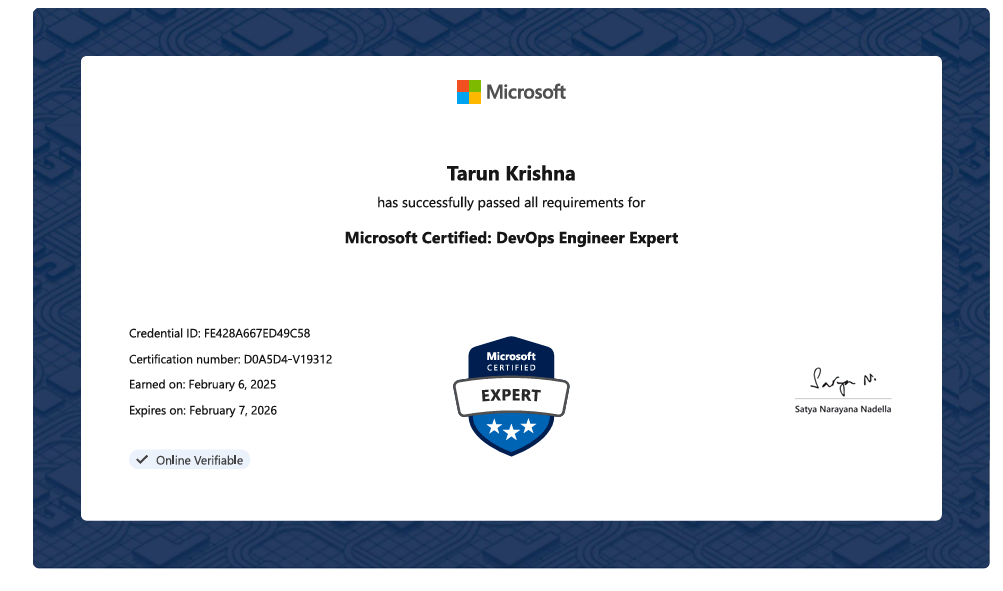 Microsoft
Tarun Krishna
has successfully passed all requirements for
Microsoft Certified: DevOps Engineer Expert
Credential ID: FE428A667ED49C58
Certification number: D0A5D4-V19312
Earned on: February 6, 2025
Expires on: February 7, 2026
Online Verifiable
Microsoft
CERTIFIED
EXPERT
Satya N.
Satya Narayana Nadella